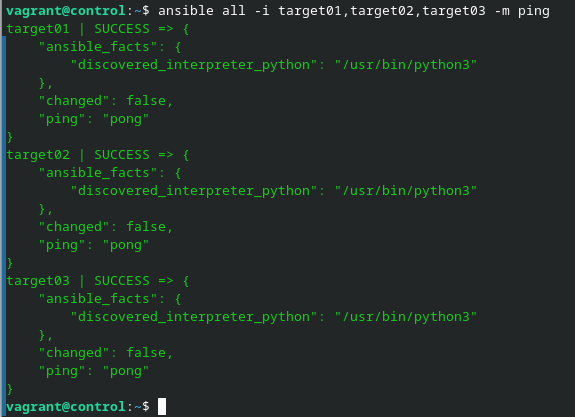 vagrant@control:~$ ansible all -i target01,target02,target03 -m ping
target01 | SUCCESS => {
    "ansible_facts": {
        "discovered_interpreter_python": "/usr/bin/python3"
    },
    "changed": false,
    "ping": "pong"
}
target02 | SUCCESS => {
    "ansible_facts": {
        "discovered_interpreter_python": "/usr/bin/python3"
    },
    "changed": false,
    "ping": "pong"
}
target03 | SUCCESS => {
    "ansible_facts": {
        "discovered_interpreter_python": "/usr/bin/python3"
    },
    "changed": false,
    "ping": "pong"
}
vagrant@control:~$